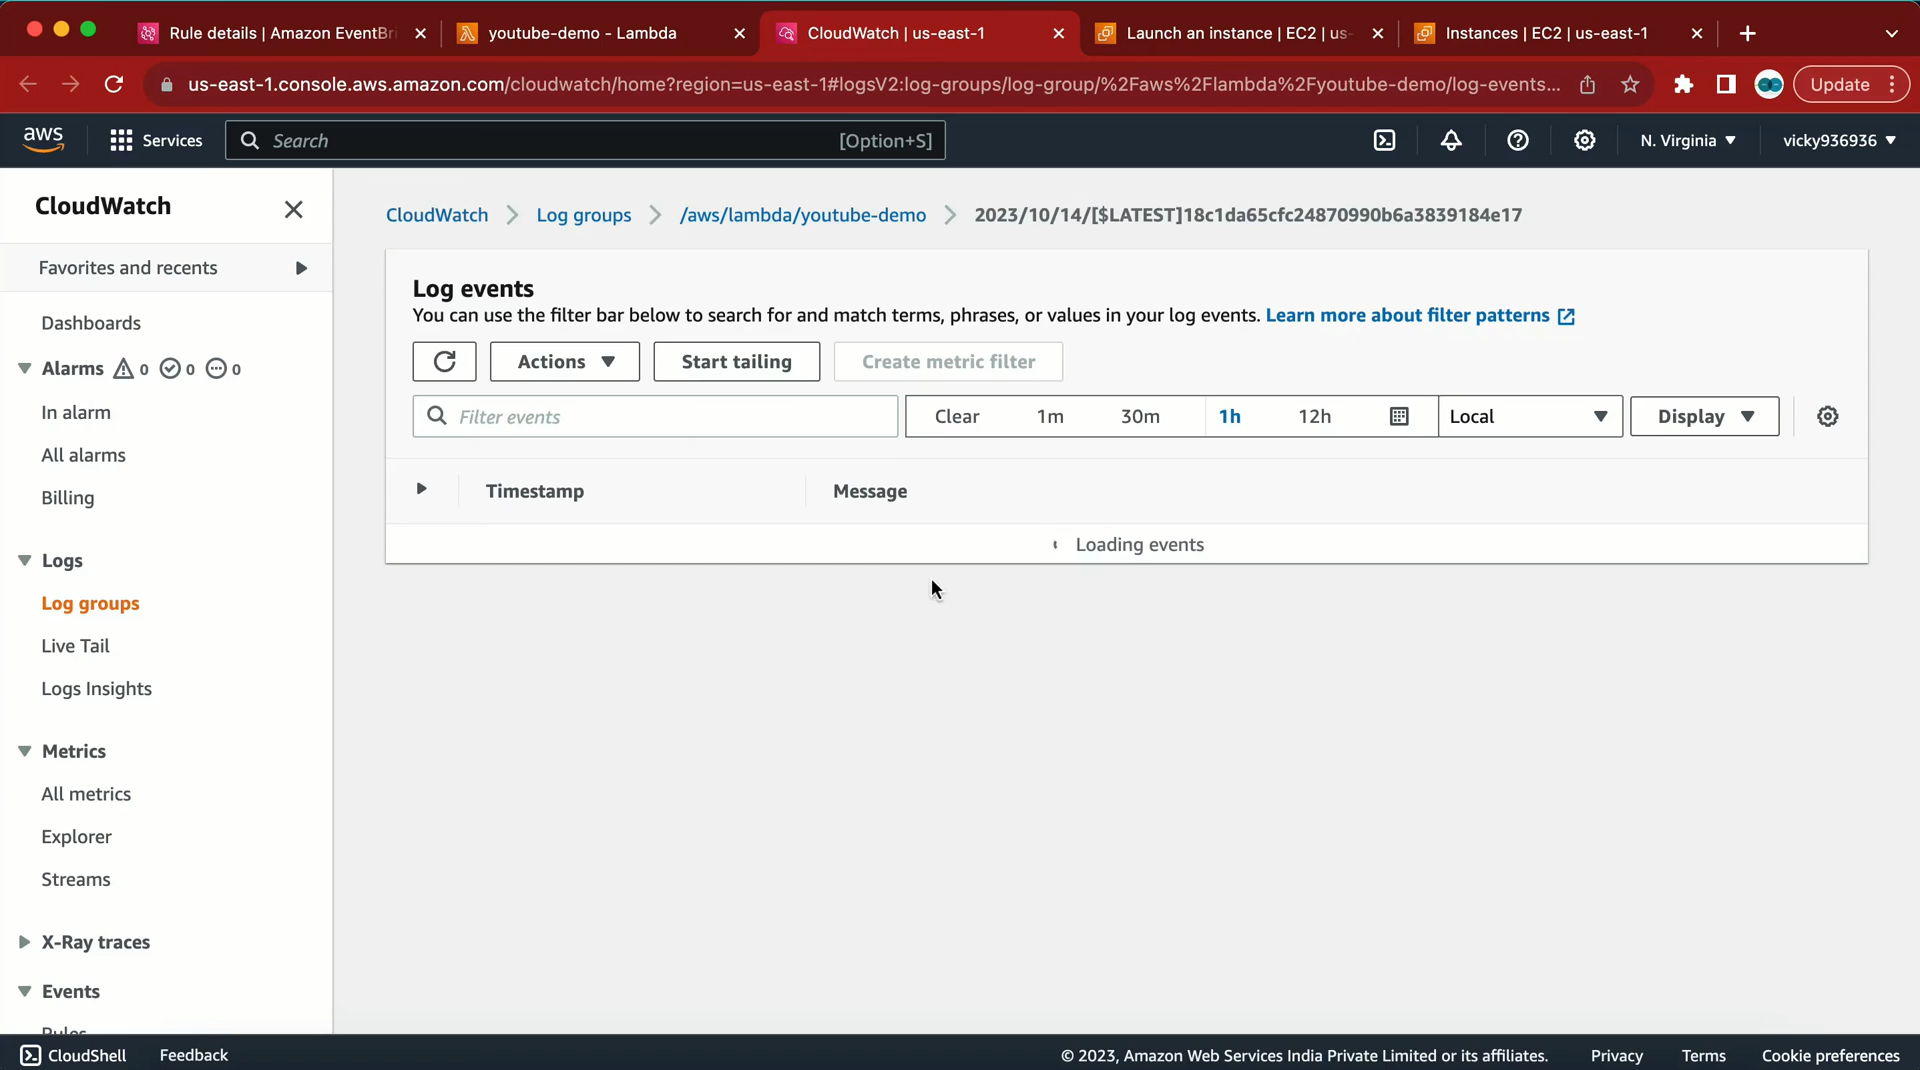 Rule details | Amazon EventBri
youtube-demo - Lambda
CloudWatch | us-east-1
Launch an instance | EC2 | us-
Instances | EC2 | us-east-1
us-east-1.console.aws.amazon.com/cloudwatch/home?region=us-east-1#logsV2:log-groups/log-group/%2Faws%2Flambda%2Fyoutube-demo/log-events...
Update
aws
Services
Search
[Option+S]
N. Virginia
vicky936936
CloudWatch
Favorites and recents
Dashboards
Alarms 0 0 0
In alarm
All alarms
Billing
Logs
Log groups
Live Tail
Logs Insights
Metrics
All metrics
Explorer
Streams
X-Ray traces
Events
Rules
CloudWatch
Log groups
/aws/lambda/youtube-demo
2023/10/14/[$LATEST]18c1da65cfc24870990b6a3839184e17
Log events
You can use the filter bar below to search for and match terms, phrases, or values in your log events. Learn more about filter patterns
Actions
Start tailing
Create metric filter
Filter events
Clear
1m
30m
1h
12h
Local
Display
Timestamp
Message
Loading events
CloudShell
Feedback
© 2023, Amazon Web Services India Private Limited or its affiliates.
Privacy
Terms
Cookie preferences